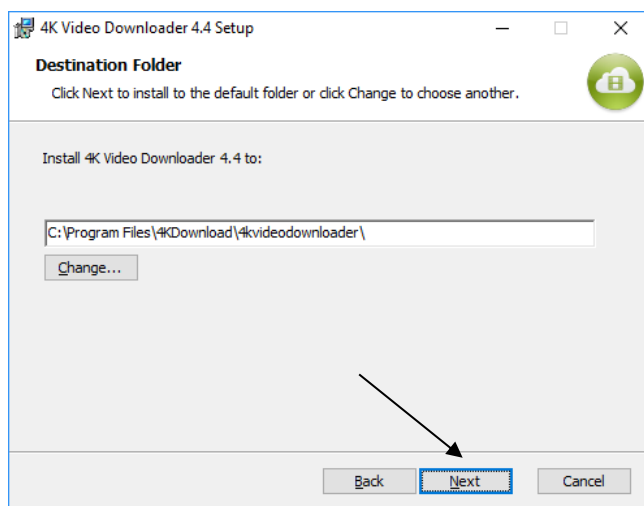 4K Video Downloader 4.4 Setup
Destination Folder
Click Next to install to the default folder or click Change to choose another.
Install 4K Video Downloader 4.4 to:
C:\Program Files\4KDownload\4kvideodownloader\
Change...
Back Next Cancel